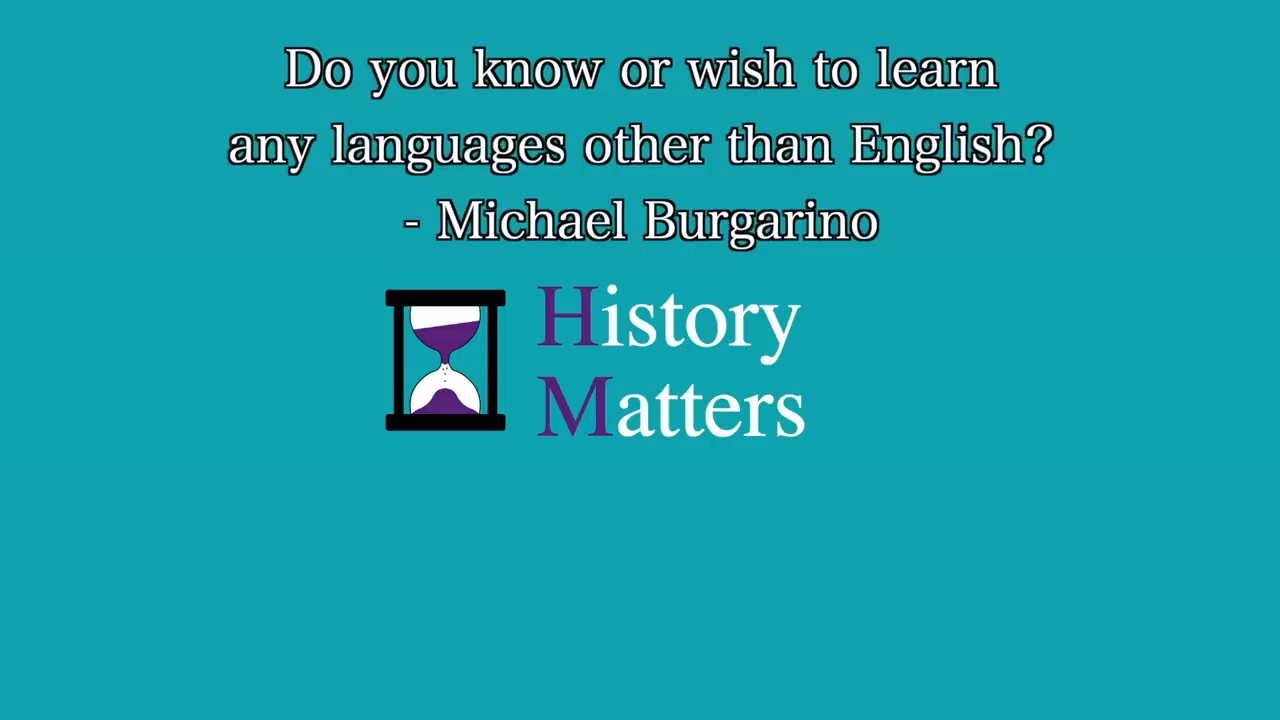 Do you know or wish to learn
any languages other than English?
- Michael Burgarino
History
Matters